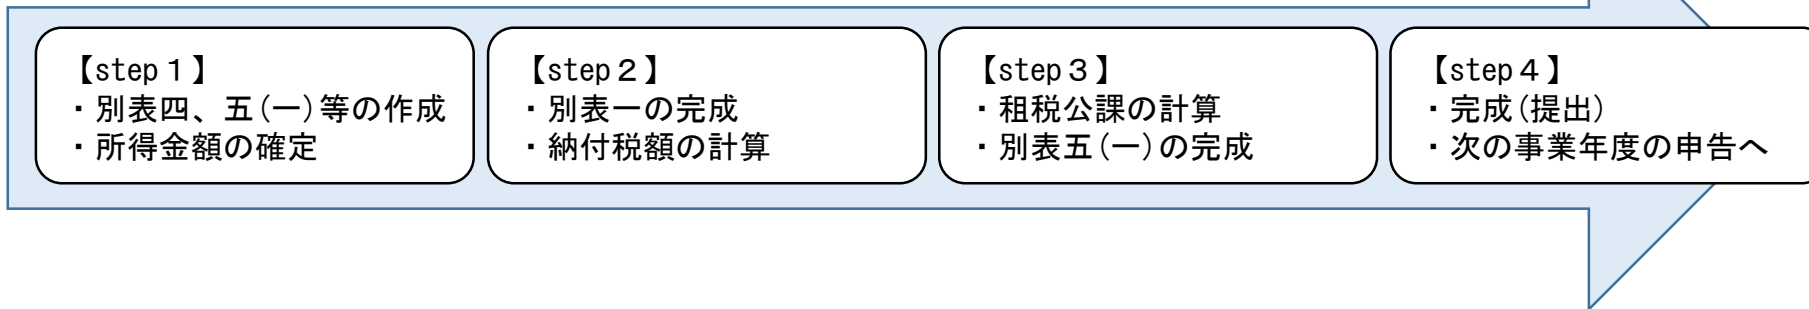 【step１】
・別表四、五(一)等の作成
・所得金額の確定
【step２】
・別表一の完成
・納付税額の計算
【step３】
・租税公課の計算
・別表五(一)の完成
【step４】
・完成(提出)
・次の事業年度の申告へ